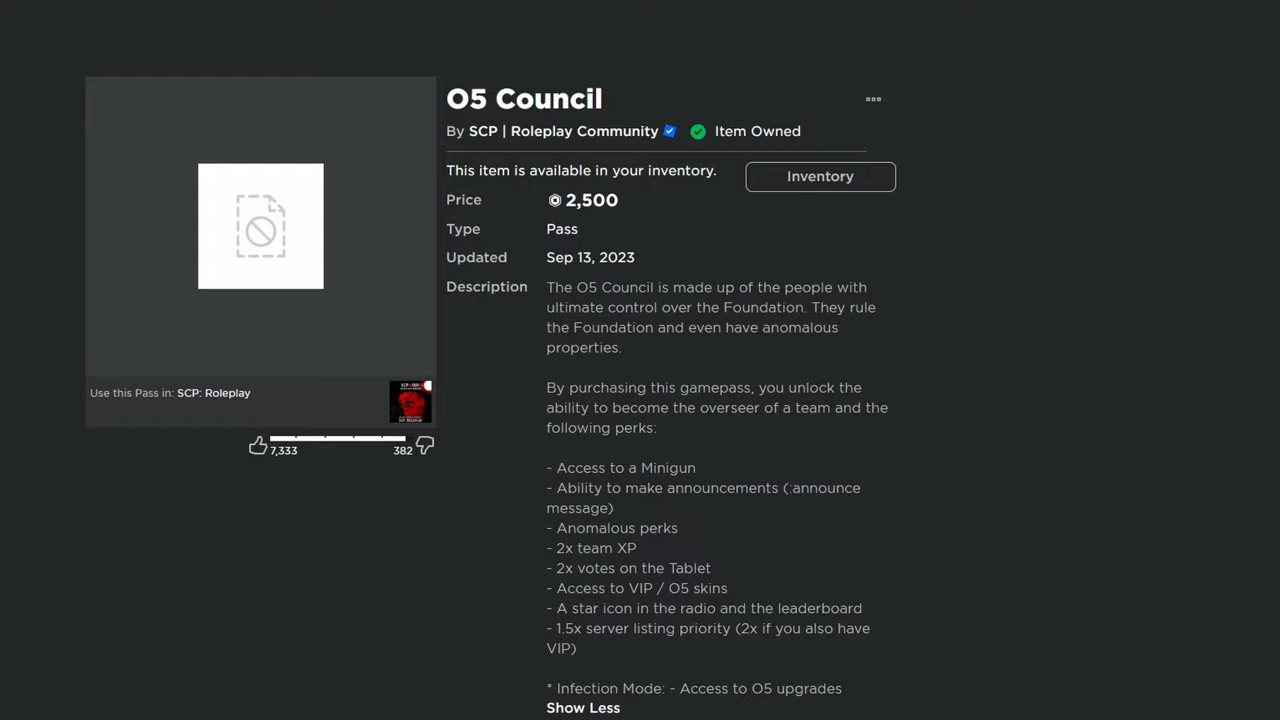 O5 Council
By SCP | Roleplay Community
Item Owned
This item is available in your inventory.
Inventory
Price
2,500
Type
Pass
Updated
Sep 13, 2023
Description
The O5 Council is made up of the people with
ultimate control over the Foundation. They rule
the Foundation and even have anomalous
properties.
By purchasing this gamepass, you unlock the
ability to become the overseer of a team and the
following perks:
- Access to a Minigun
- Ability to make announcements (:announce
message)
- Anomalous perks
- 2x team XP
- 2x votes on the Tablet
- Access to VIP / O5 skins
- A star icon in the radio and the leaderboard
- 1.5x server listing priority (2x if you also have
VIP)
* Infection Mode: - Access to O5 upgrades
Show Less
Use this Pass in: SCP: Roleplay
7,333
382